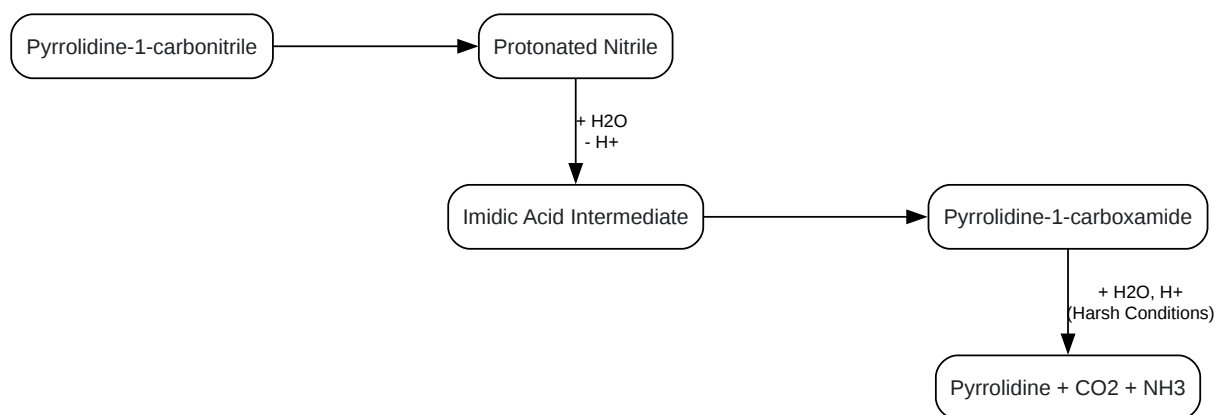 Pyrrolidine-1-carbonitrile
Protonated Nitrile
+ H2O
- H+
Imidic Acid Intermediate
Pyrrolidine-1-carboxamide
+ H2O, H+
(Harsh Conditions)
Pyrrolidine + CO2 + NH3